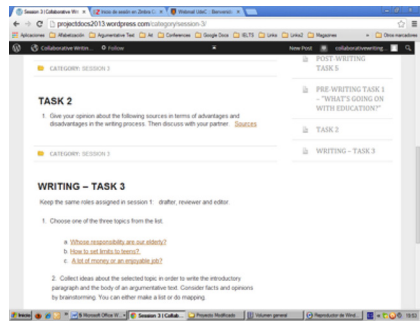 Session 3 | Collaborative Writ
Inicio de sesión en Zimbra
Webmail UdeC : Bienvenido
projectdocs2013.wordpress.com/category/session-3/
Aplicaciones Alfabetización Argumentative Text Art Conferences Google Docs IELTS Links Links2 Magazines Otros marcadores
Collaborative Writin... Follow New Post collaborativewriting...
CATEGORY: SESSION 3
POST-WRITING
TASK 5
PRE-WRITING TASK 1
– "WHAT'S GOING ON
WITH EDUCATION?"
TASK 2
WRITING – TASK 3
TASK 2
1. Give your opinion about the following sources in terms of advantages and
disadvantages in the writing process. Then discuss with your partner. Sources
CATEGORY: SESSION 3
WRITING – TASK 3
Keep the same roles assigned in session 1: drafter, reviewer and editor.
1. Choose one of the three topics from the list.
a. Whose responsibility are our elderly?
b. How to set limits to teens?
c. A lot of money or an enjoyable job?
2. Collect ideas about the selected topic in order to write the introductory
paragraph and the body of an argumentative text. Consider facts and opinions
by brainstorming. You can either make a list or do mapping.
Inicio Microsoft Office W... Session 3 | Collab... Proyecto Modificado Volumen general Reproductor de Wind...